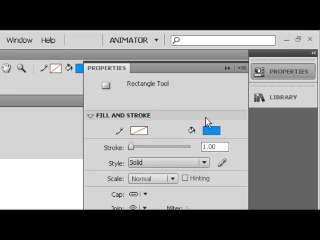 Window Help ANIMATOR
PROPERTIES
Rectangle Tool
PROPERTIES
FILL AND STROKE
LIBRARY
Stroke: 1.00
Style: Solid
Scale: Normal Hinting
Cap:
Join: Miter: